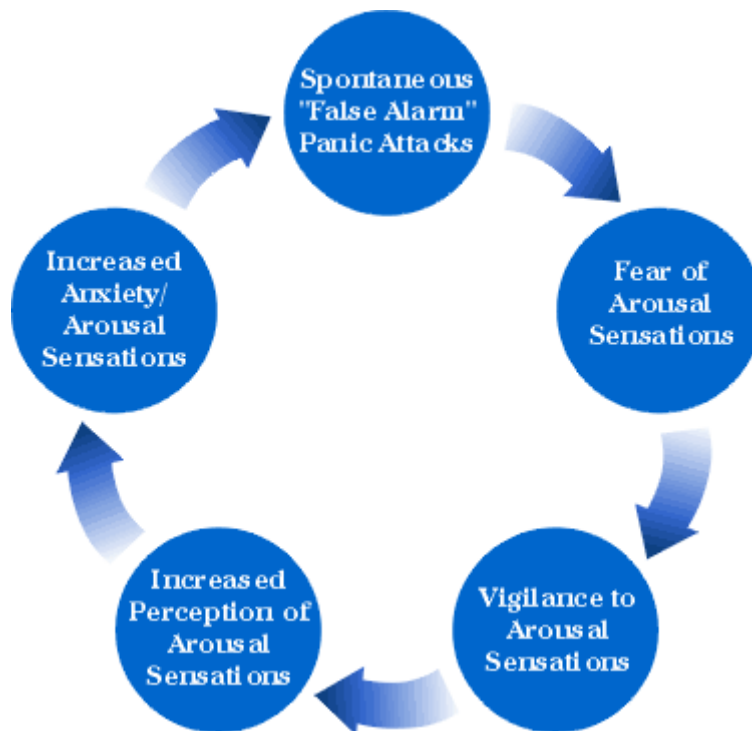 Spontaneous
"False Alarm"
Panic Attacks
Fear of
Arousal
Sensations
Vigilance to
Arousal
Sensations
Increased
Perception of
Arousal
Sensations
Increased
Anxiety/
Arousal
Sensations